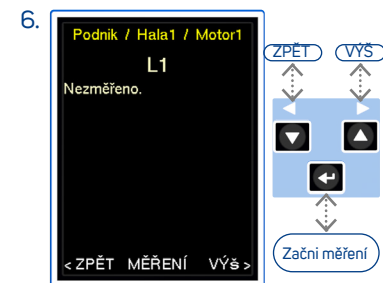 6.
Podnik / Hala1 / Motor1
L1
Nezměřeno.
< ZPĚT MĚŘENÍ VÝš >
ZPĚT VÝŠ
Začni měření